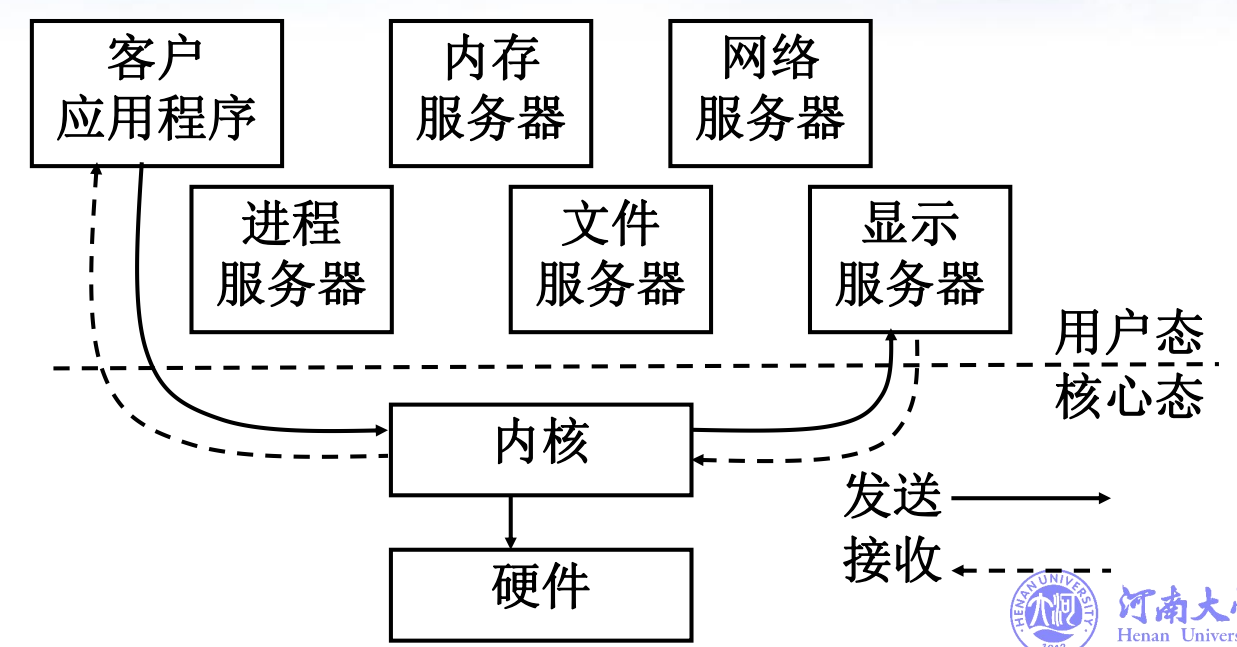 客户
应用程序
内存
服务器
网络
服务器
进程
服务器
文件
服务器
显示
服务器
用户态
核心态
内核
发送
接收
硬件
HENAN UNIVERSITY
1912
河南大
Henan Univers